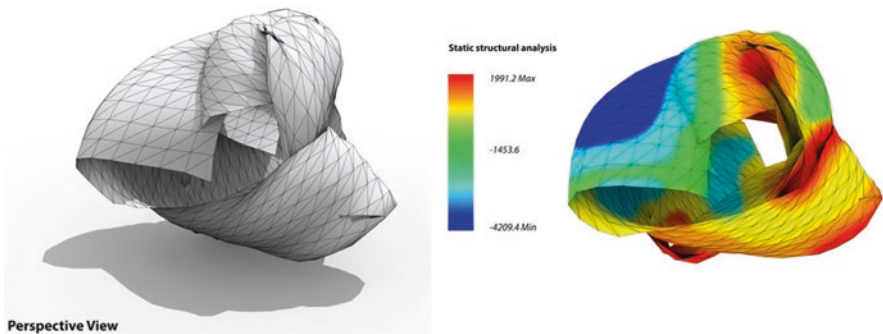 Static structural analysis
1991.2 Max
-1453.6
-4209.4 Min
Perspective View